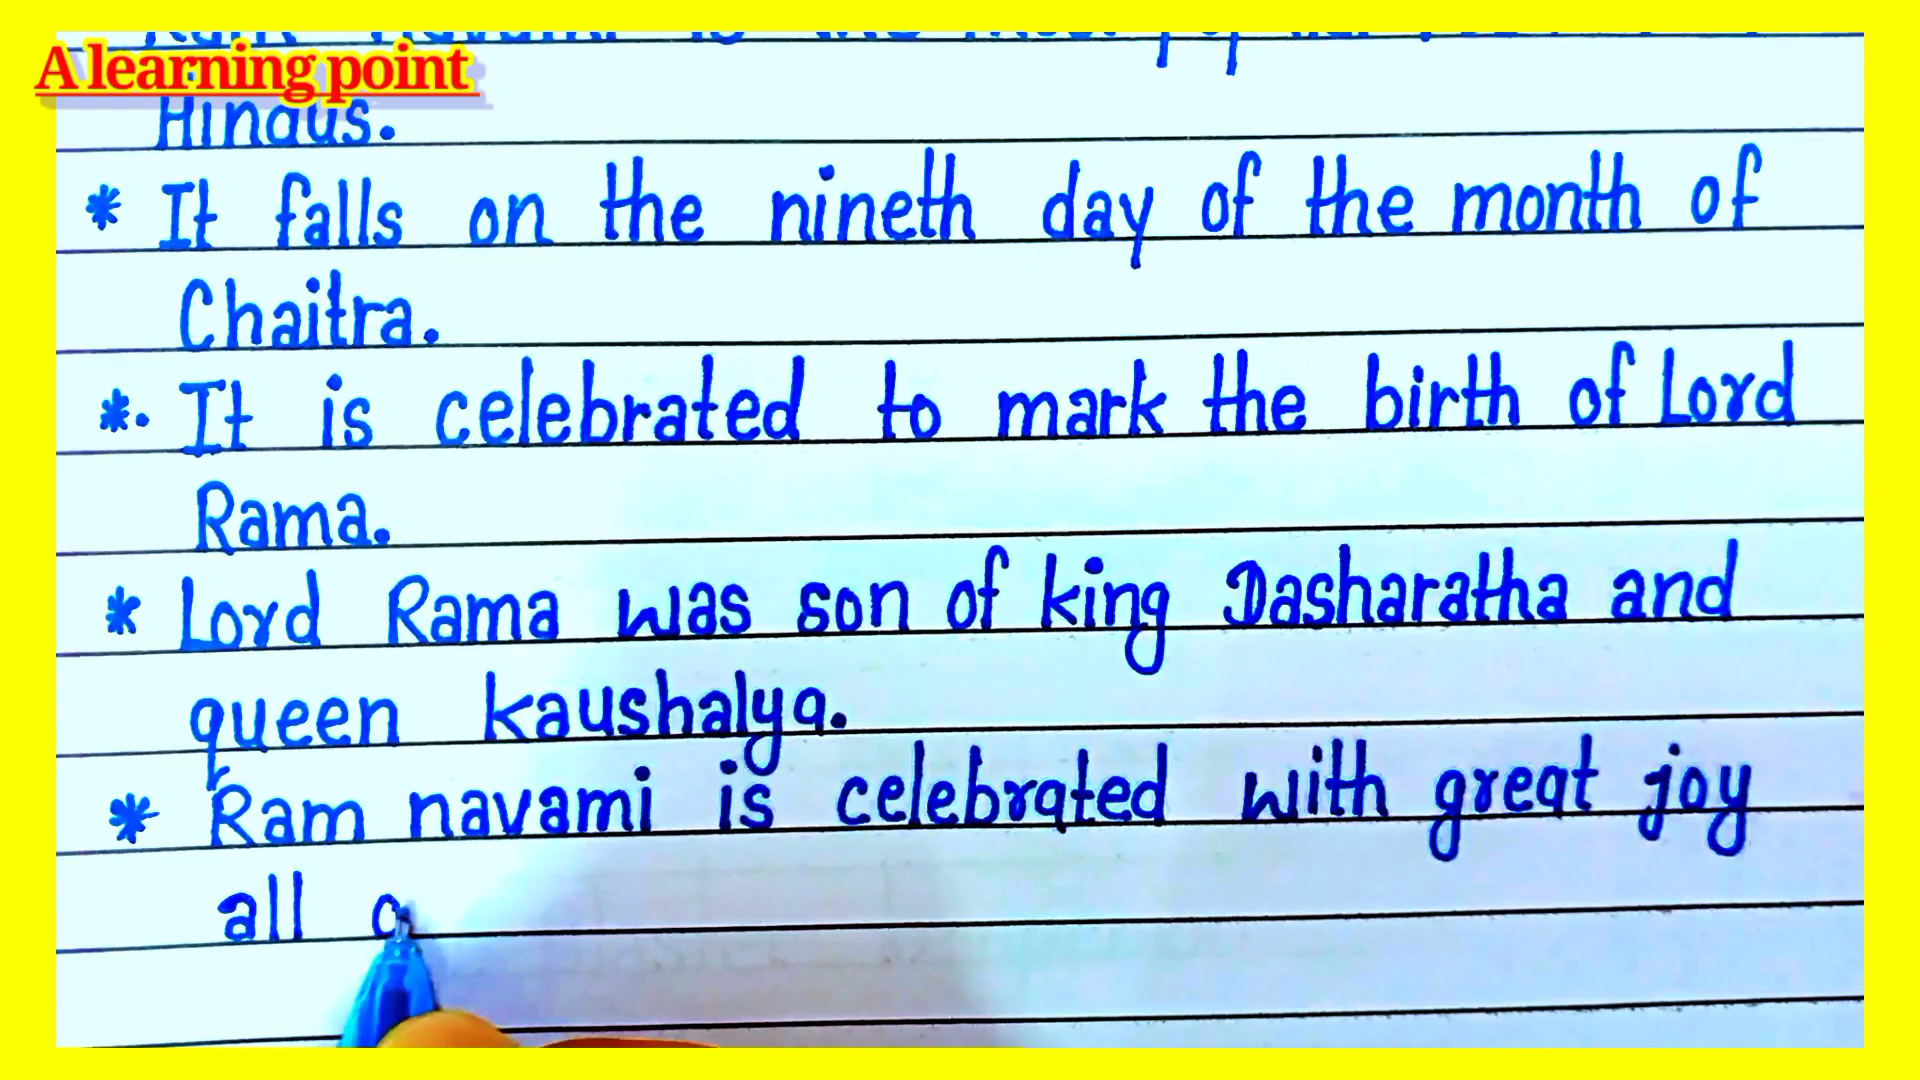 A learning point
Hindus.
* It falls on the nineth day of the month of
Chaitra.
*. It is celebrated to mark the birth of Lord
Rama.
* Lord Rama was son of king Dasharatha and
queen kaushalya.
* Ram navami is celebrated with great joy
all